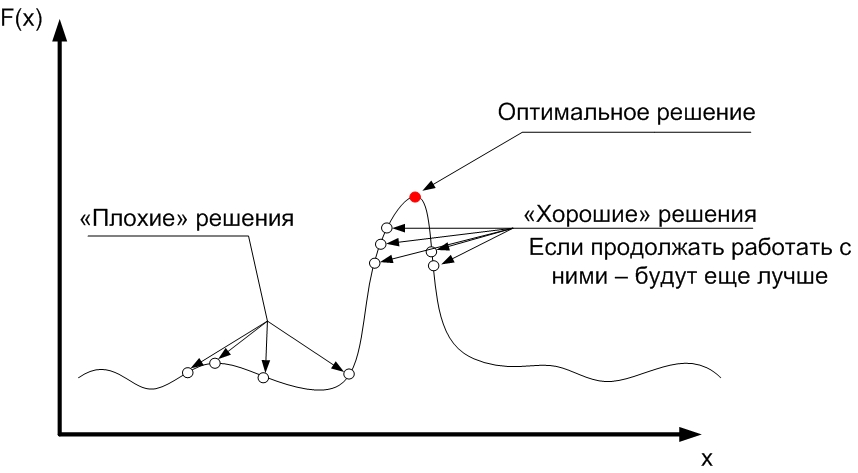 F(x)
Оптимальное решение
«Плохие» решения
«Хорошие» решения
Если продолжать работать с
ними – будут еще лучше
x